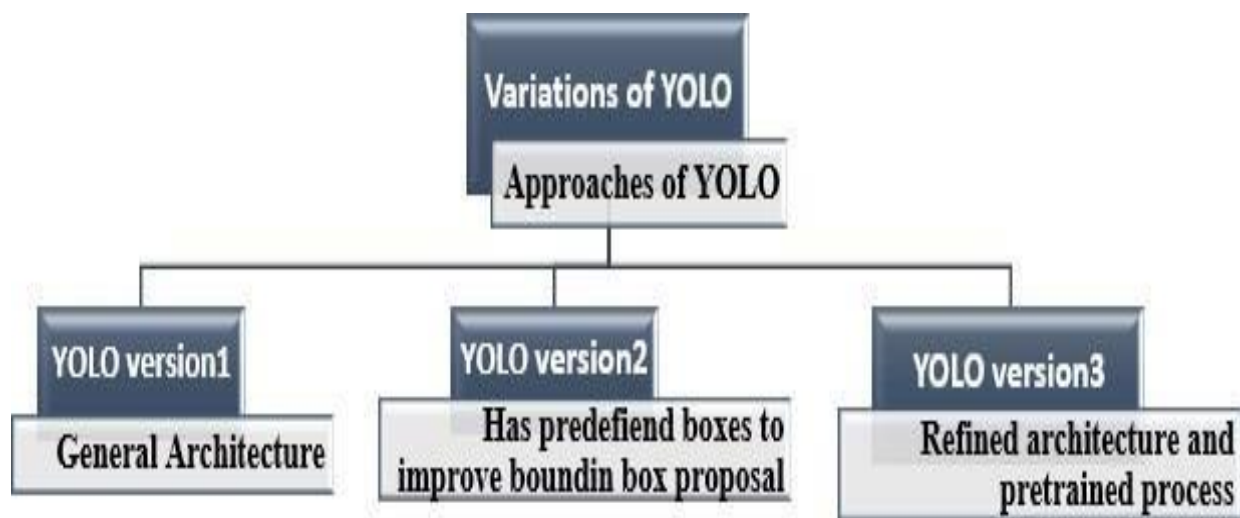 Variations of YOLO
Approaches of YOLO
YOLO version1
General Architecture
YOLO version2
Has predefiend boxes to
improve boundin box proposal
YOLO version3
Refined architecture and
pretrained process